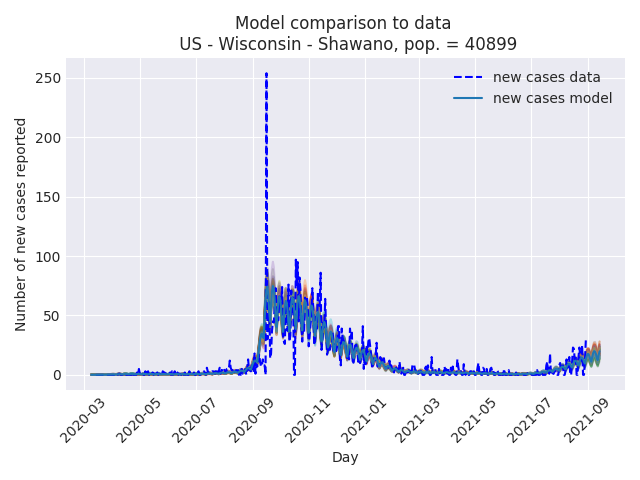 Model comparison to data
US - Wisconsin - Shawano, pop. = 40899
new cases data
new cases model
Number of new cases reported
250
200
150
100
50
0
2020-03
2020-05
2020-07
2020-09
2020-11
2021-01
2021-03
2021-05
2021-07
2021-09
Day